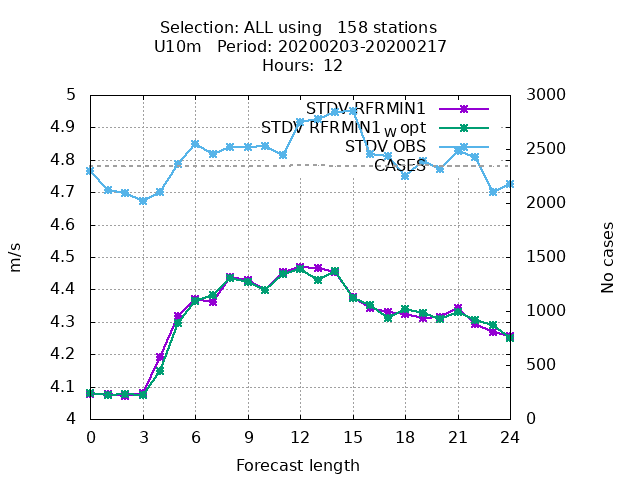 Selection: ALL using   158 stations
U10m   Period: 20200203-20200217
Hours: 12
STDV RFRMIN1
STDV RFRMIN1_w opt
STDV OBS
CASES
5
4.9
4.8
4.7
4.6
4.5
4.4
4.3
4.2
4.1
4
m/s
3000
2500
2000
1500
1000
500
0
No cases
0 3 6 9 12 15 18 21 24
Forecast length